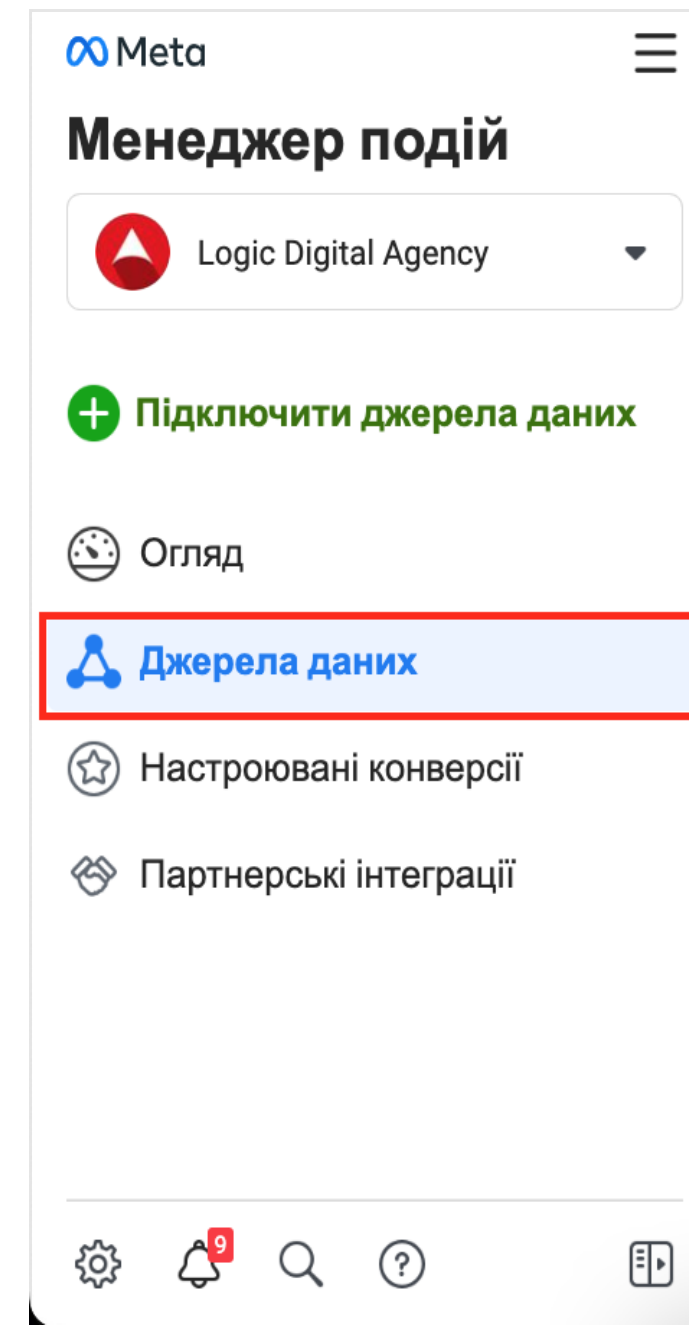 Meta
Менеджер подій
Logic Digital Agency
Підключити джерела даних
Огляд
Джерела даних
Настроювані конверсії
Партнерські інтеграції
9